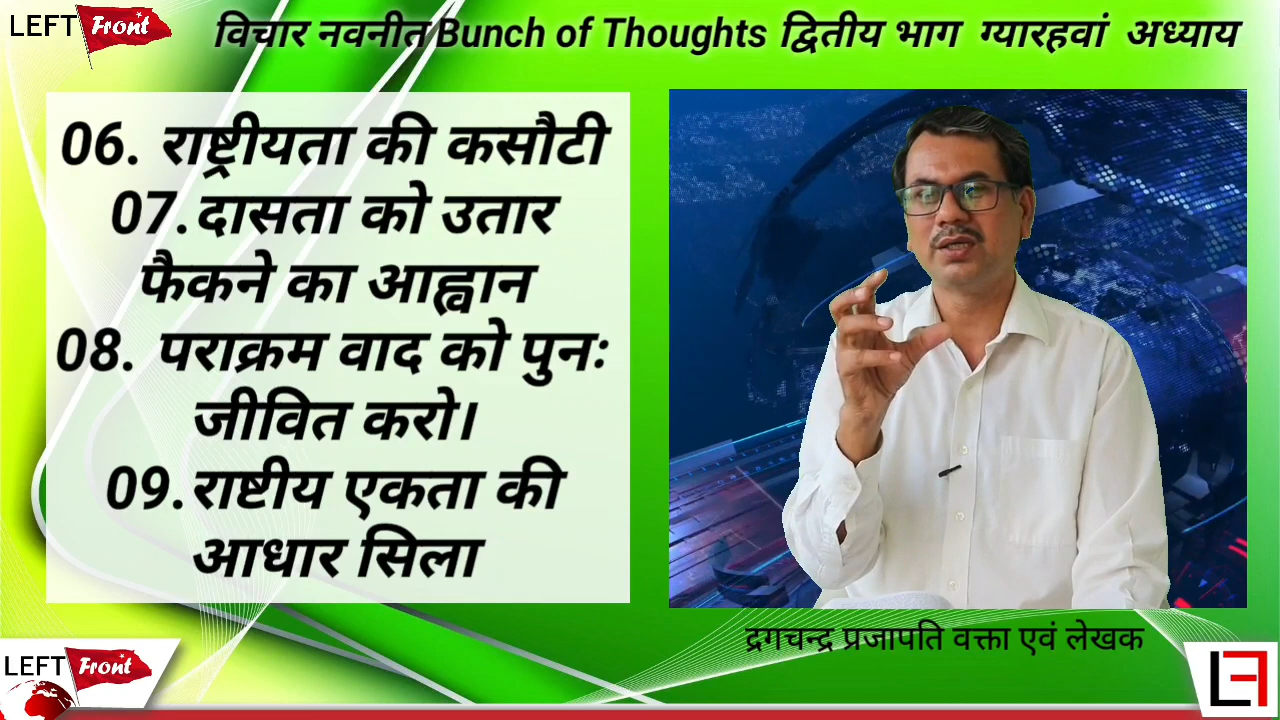 LEFT Front
विचार नवनीत Bunch of Thoughts द्वितीय भाग ग्यारहवां अध्याय
06. राष्ट्रीयता की कसौटी
07.दासता को उतार
फैकने का आह्वान
08. पराक्रम वाद को पुनः
जीवित करो।
09.राष्टीय एकता की
आधार सिला
द्रगचन्द्र प्रजापति वक्ता एवं लेखक
LEFT Front
LF